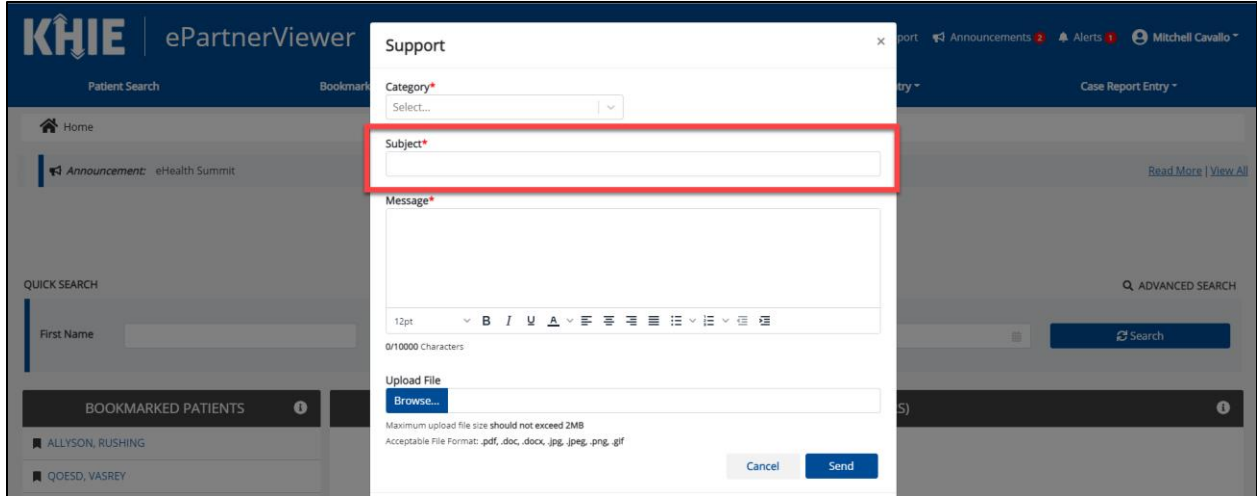 KHIE | ePartnerViewer
port Announcements 2 Alerts 1 Mitchell Cavallo
Patient Search
Bookmark
try
Case Report Entry
Home
Announcement: eHealth Summit
Read More | View All
QUICK SEARCH
ADVANCED SEARCH
First Name
Search
BOOKMARKED PATIENTS
S)
ALLYSON, RUSHING
QOESD, VASREY
Support
×
Category*
Select...
Subject*
Message*
12pt B I U A
0/10000 Characters
Upload File
Browse...
Maximum upload file size should not exceed 2MB
Acceptable File Format: .pdf, .doc, .docx, .jpg, .jpeg, .png, .gif
Cancel Send